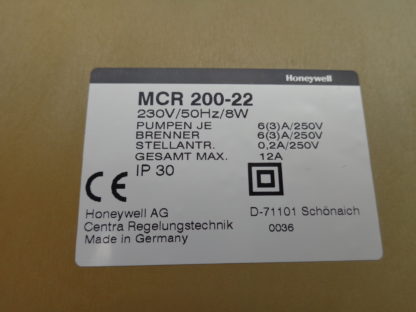 Honeywell
MCR 200-22
230V/50Hz/8W
PUMPEN JE 6(3)A/250V
BRENNER 6(3)A/250V
STELLANTR. 0,2A/250V
GESAMT MAX. 12A
IP 30
CE
Honeywell AG D-71101 Schönaich
Centra Regelungstechnik 0036
Made in Germany